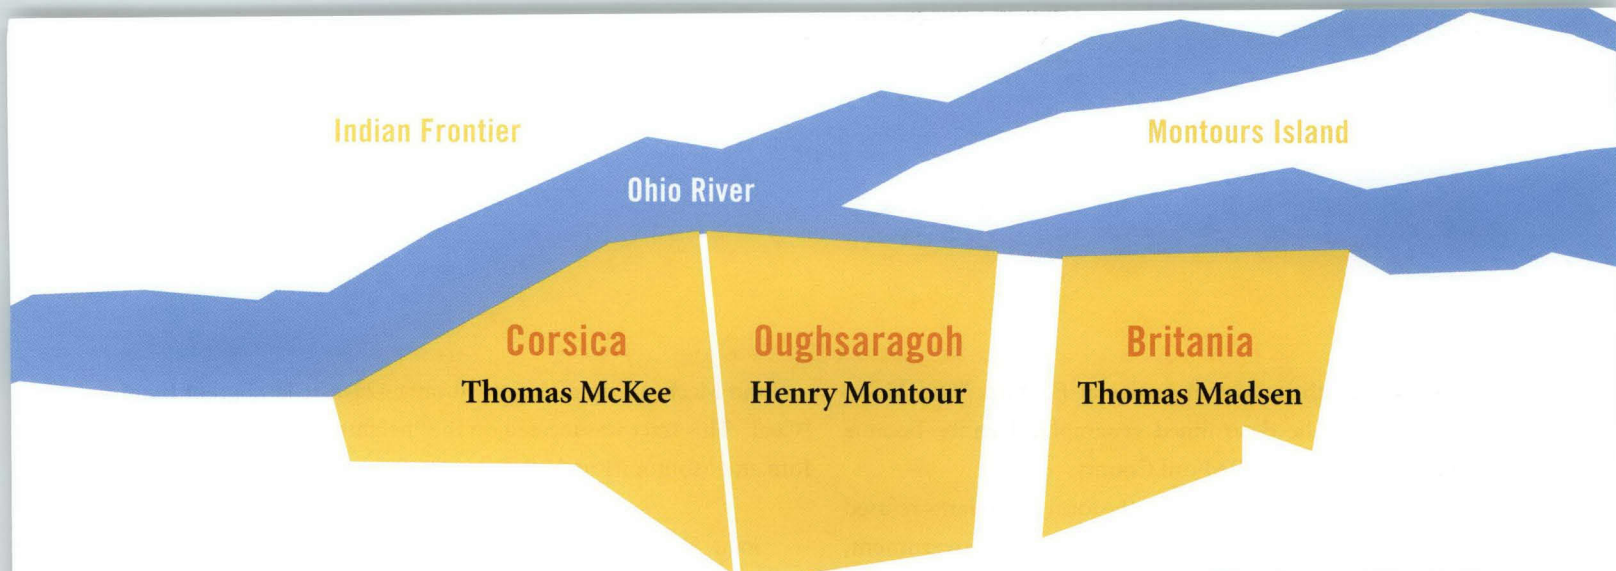 Indian Frontier
Montours Island
Ohio River
Corsica
Thomas McKee
Oughsaragoh
Henry Montour
Britania
Thomas Madsen